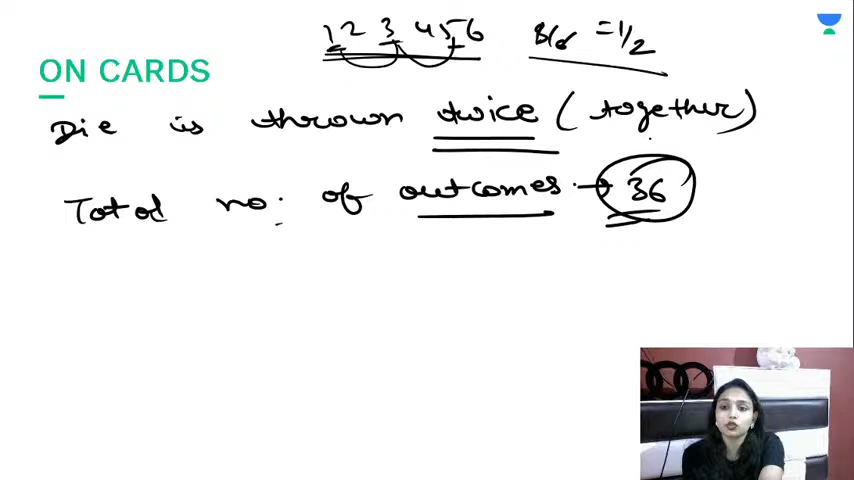 1 2 3 4 5 6 3/6 = 1/2
ON CARDS
Die is thrown twice (together)
Total no. of outcomes → 36